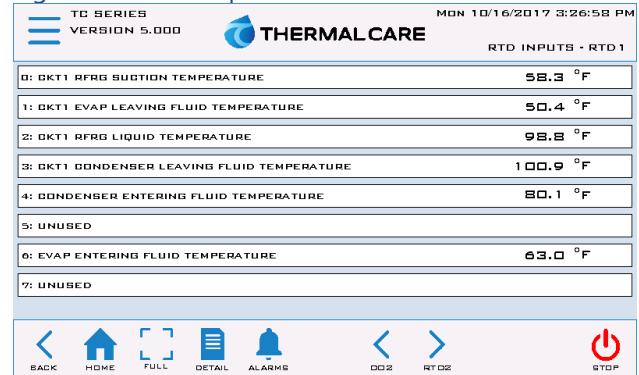 TC SERIES
VERSION 5.000
THERMALCARE
MON 10/16/2017 3:26:58 PM
RTD INPUTS - RTD1
0: CKT1 RFRG SUCTION TEMPERATURE 58.3 °F
1: CKT1 EVAP LEAVING FLUID TEMPERATURE 50.4 °F
2: CKT1 RFRG LIQUID TEMPERATURE 98.8 °F
3: CKT1 CONDENSER LEAVING FLUID TEMPERATURE 100.9 °F
4: CONDENSER ENTERING FLUID TEMPERATURE 80.1 °F
5: UNUSED
6: EVAP ENTERING FLUID TEMPERATURE 63.0 °F
7: UNUSED
BACK HOME FULL DETAIL ALARMS DO2 RTD2 STOP